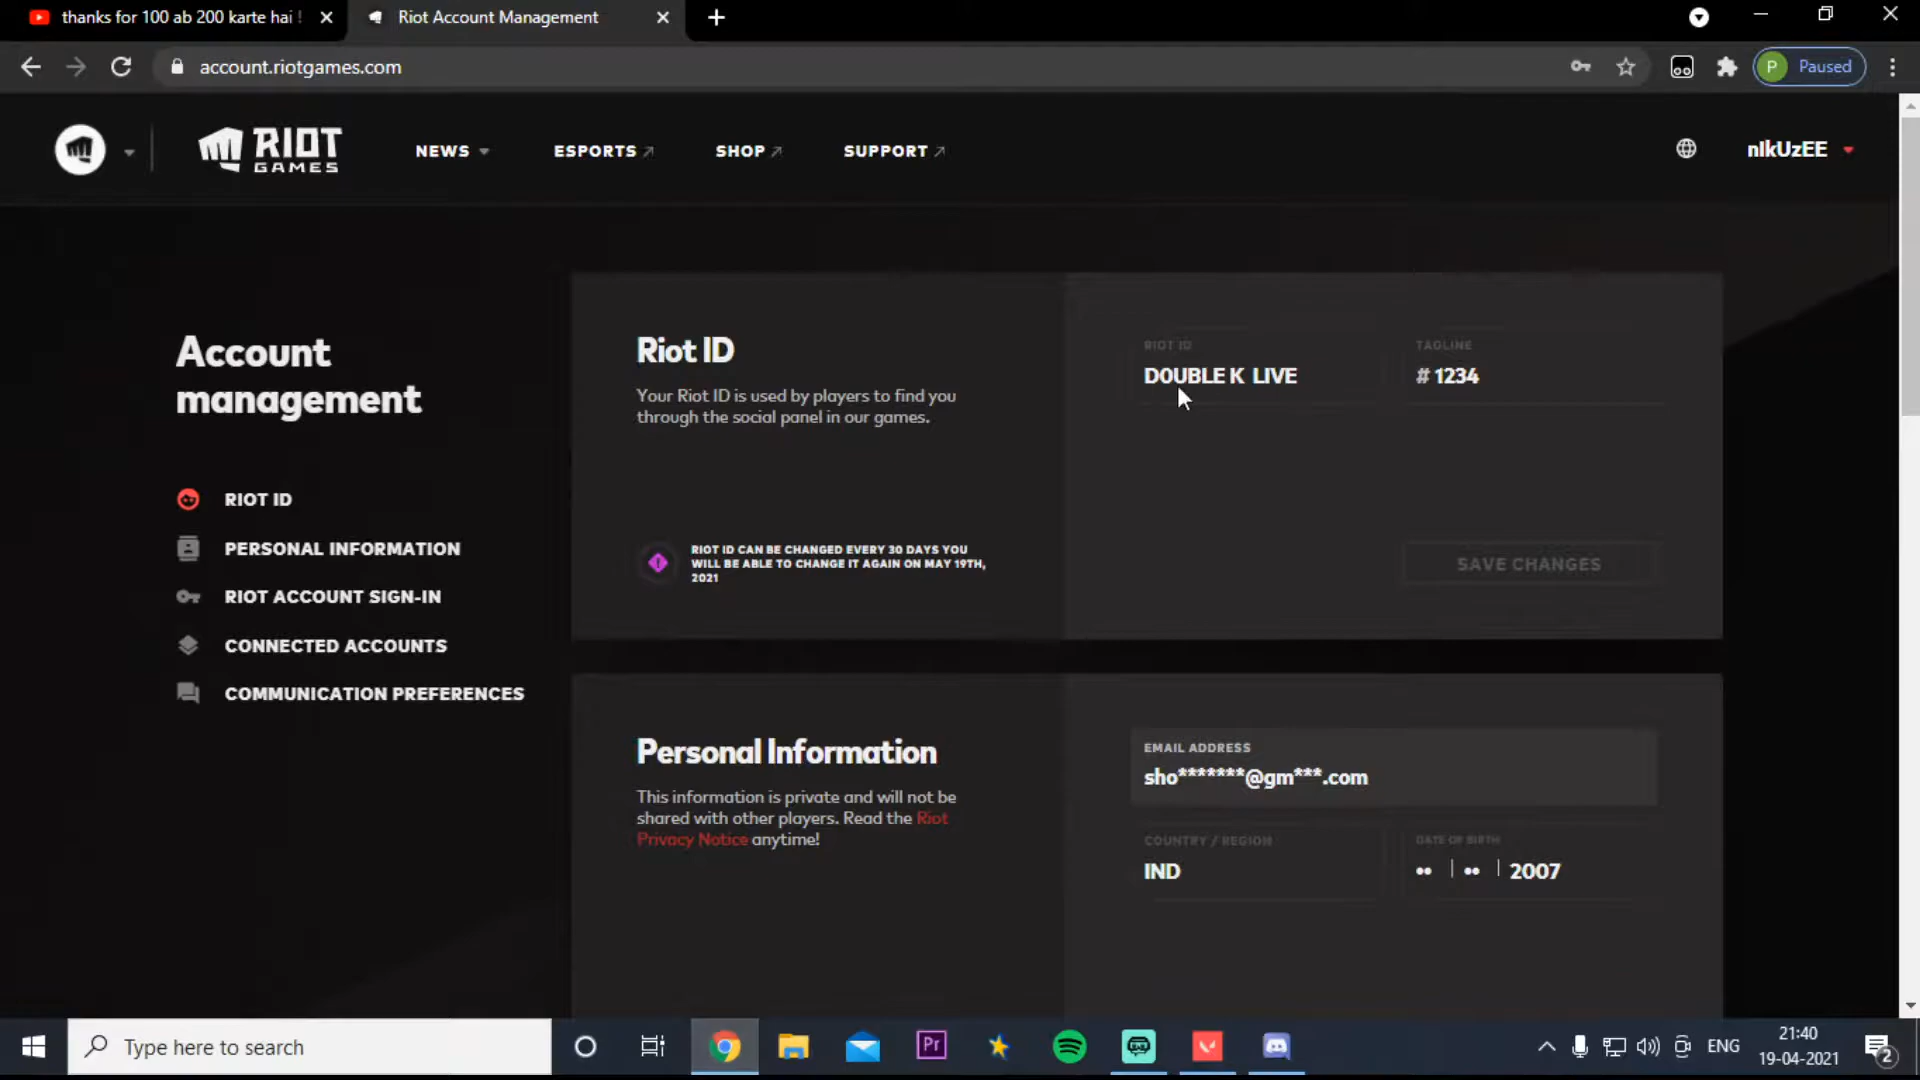 thanks for 100 ab 200 karte hai !
Riot Account Management
account.riotgames.com
P Paused
RIOT GAMES
NEWS
ESPORTS
SHOP
SUPPORT
nIkUzEE
Account management
RIOT ID
PERSONAL INFORMATION
RIOT ACCOUNT SIGN-IN
CONNECTED ACCOUNTS
COMMUNICATION PREFERENCES
Riot ID
Your Riot ID is used by players to find you
through the social panel in our games.
RIOT ID CAN BE CHANGED EVERY 30 DAYS YOU
WILL BE ABLE TO CHANGE IT AGAIN ON MAY 19TH,
2021
RIOT ID
D0UBLE K LIVE
TAGLINE
# 1234
SAVE CHANGES
Personal Information
This information is private and will not be
shared with other players. Read the Riot
Privacy Notice anytime!
EMAIL ADDRESS
sho*******@gm***.com
COUNTRY / REGION
IND
DATE OF BIRTH
•• | •• | 2007
Type here to search
Pr
ENG
21:40
19-04-2021
2